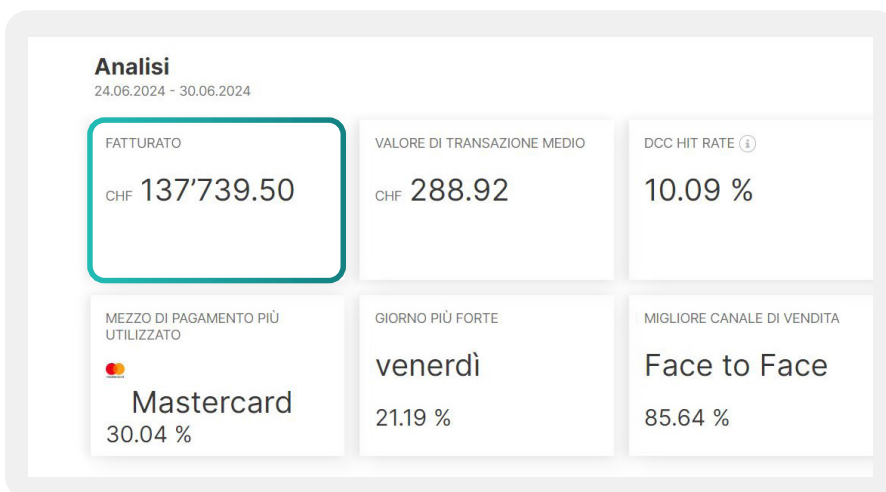 Analisi
24.06.2024 - 30.06.2024
FATTURATO
CHF 137’739.50
VALORE DI TRANSAZIONE MEDIO
CHF 288.92
DCC HIT RATE
10.09 %
MEZZO DI PAGAMENTO PIÙ
UTILIZZATO
Mastercard
30.04 %
GIORNO PIÙ FORTE
venerdì
21.19 %
MIGLIORE CANALE DI VENDITA
Face to Face
85.64 %